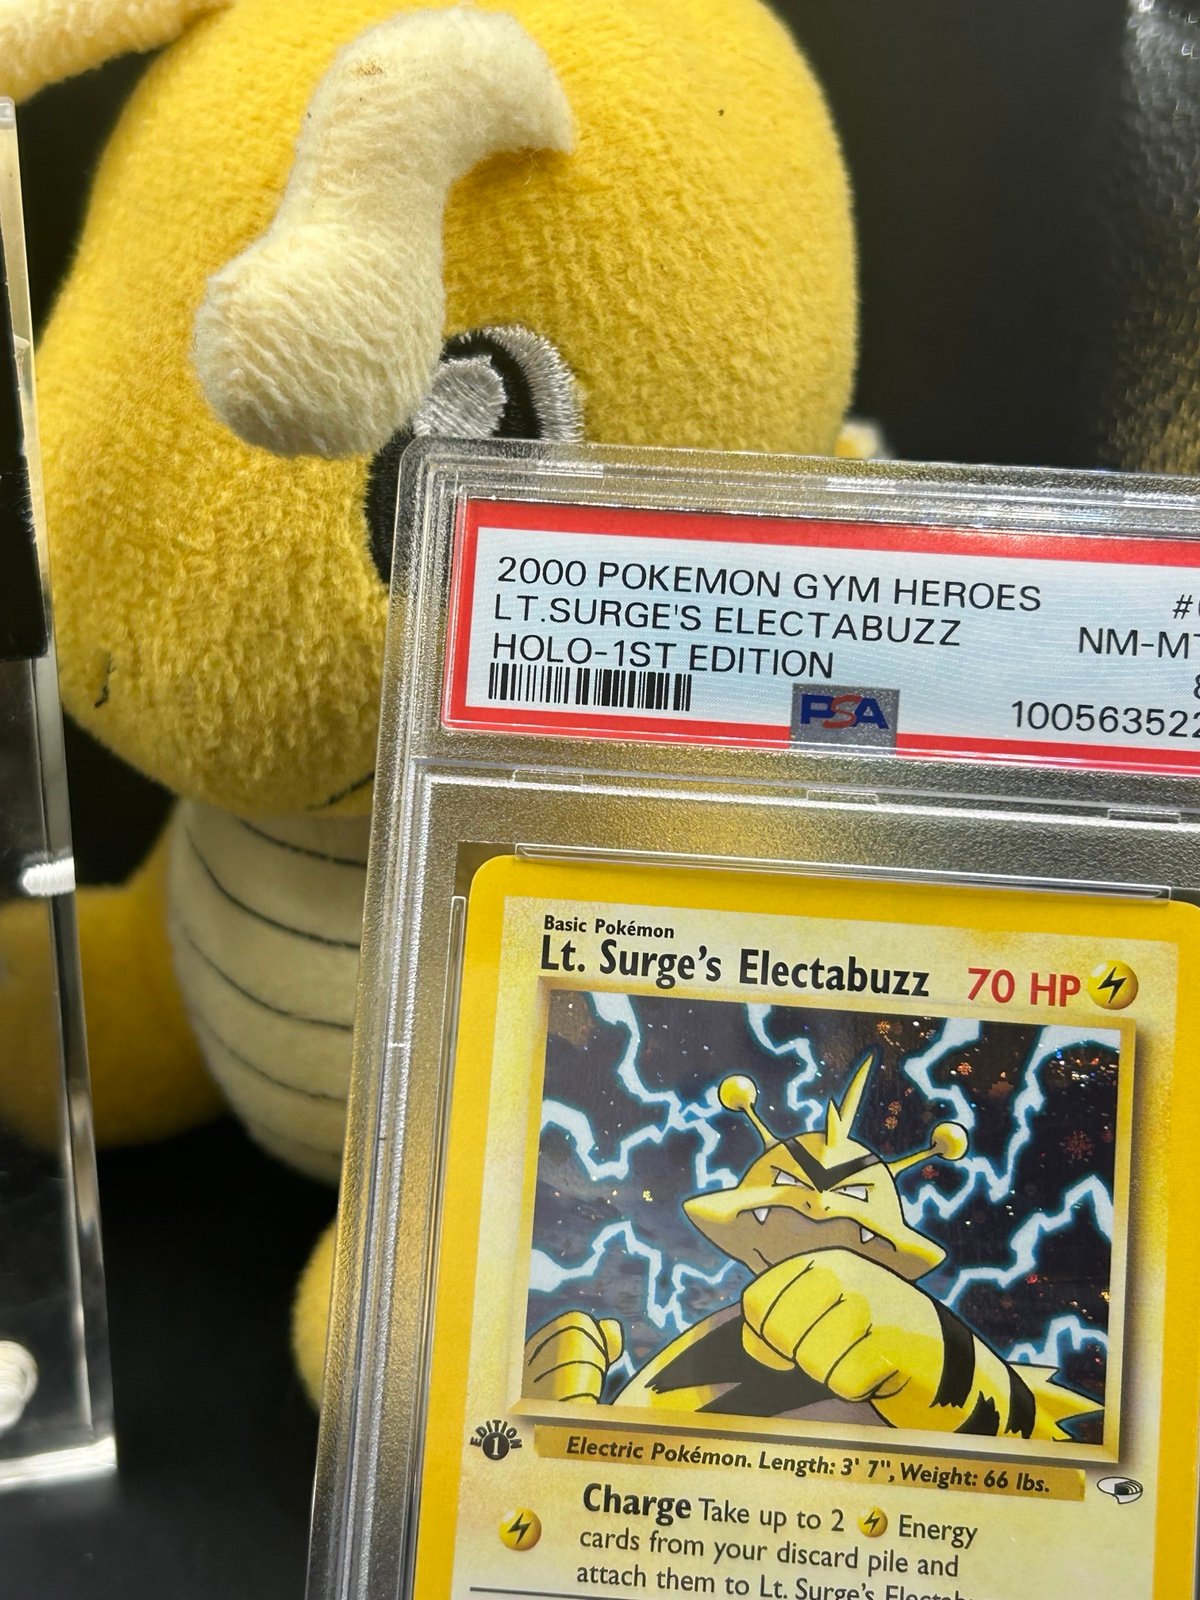 2000 POKEMON GYM HEROES
#
LT.SURGE'S ELECTABUZZ
NM-M
HOLO-1ST EDITION
PSA
100563522
Basic Pokémon
Lt. Surge's Electabuzz 70 HP
EDITION
1
Electric Pokémon. Length: 3' 7", Weight: 66 lbs.
Charge Take up to 2 Energy
cards from your discard pile and
attach them to Lt. Surge's